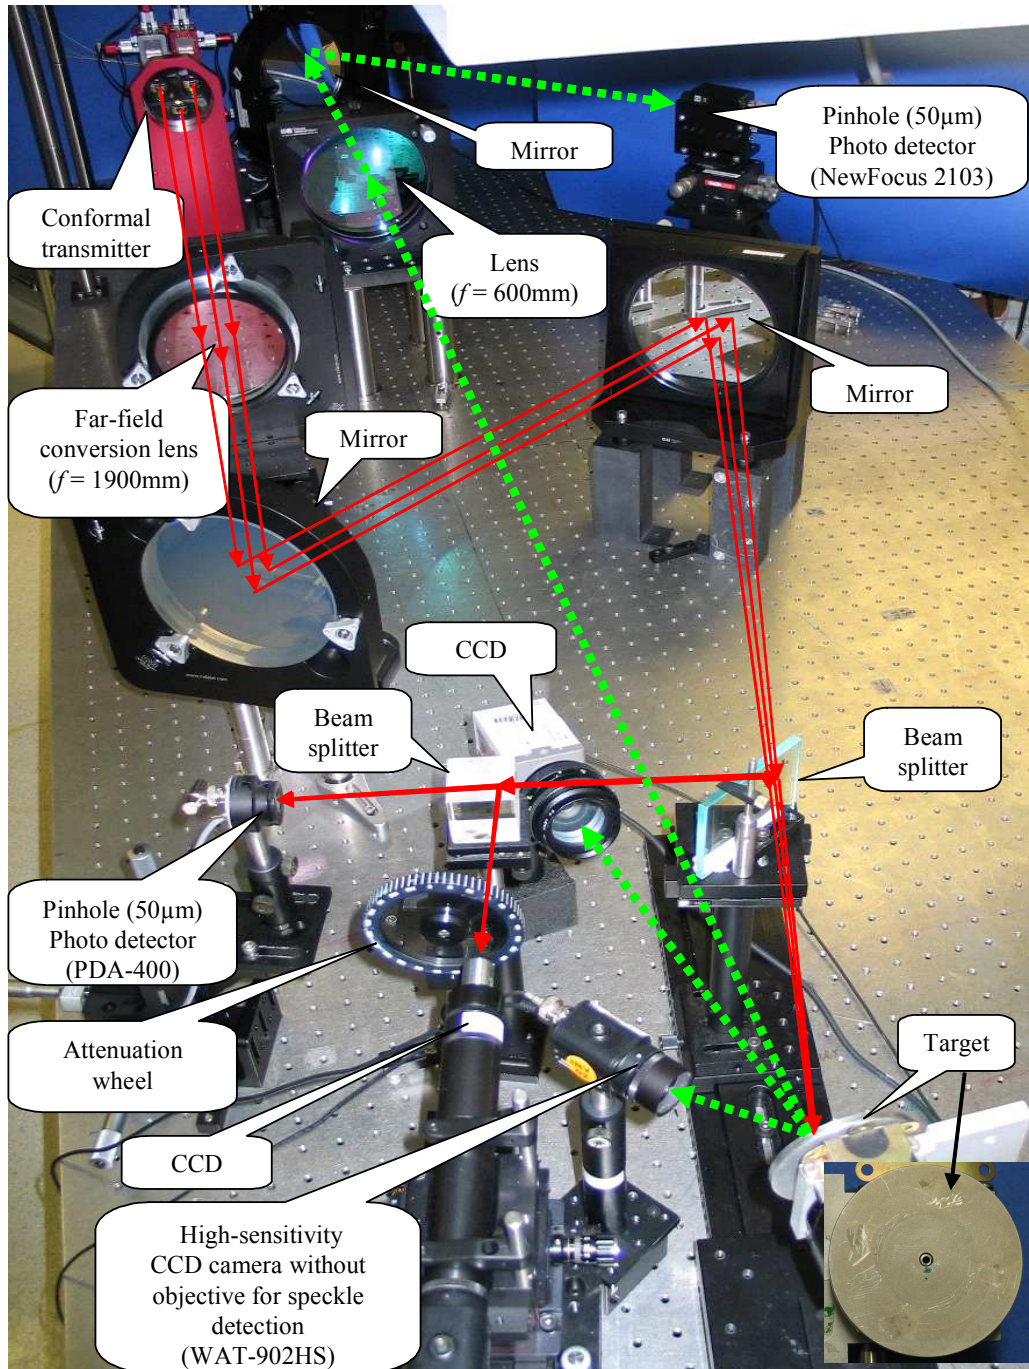 Mirror
Pinhole (50µm)
Photo detector
(NewFocus 2103)
Conformal
transmitter
Lens
(f = 600mm)
Mirror
Far-field
conversion lens
(f = 1900mm)
Mirror
CCD
Beam
splitter
Beam
splitter
Pinhole (50µm)
Photo detector
(PDA-400)
Attenuation
wheel
Target
CCD
High-sensitivity
CCD camera without
objective for speckle
detection
(WAT-902HS)